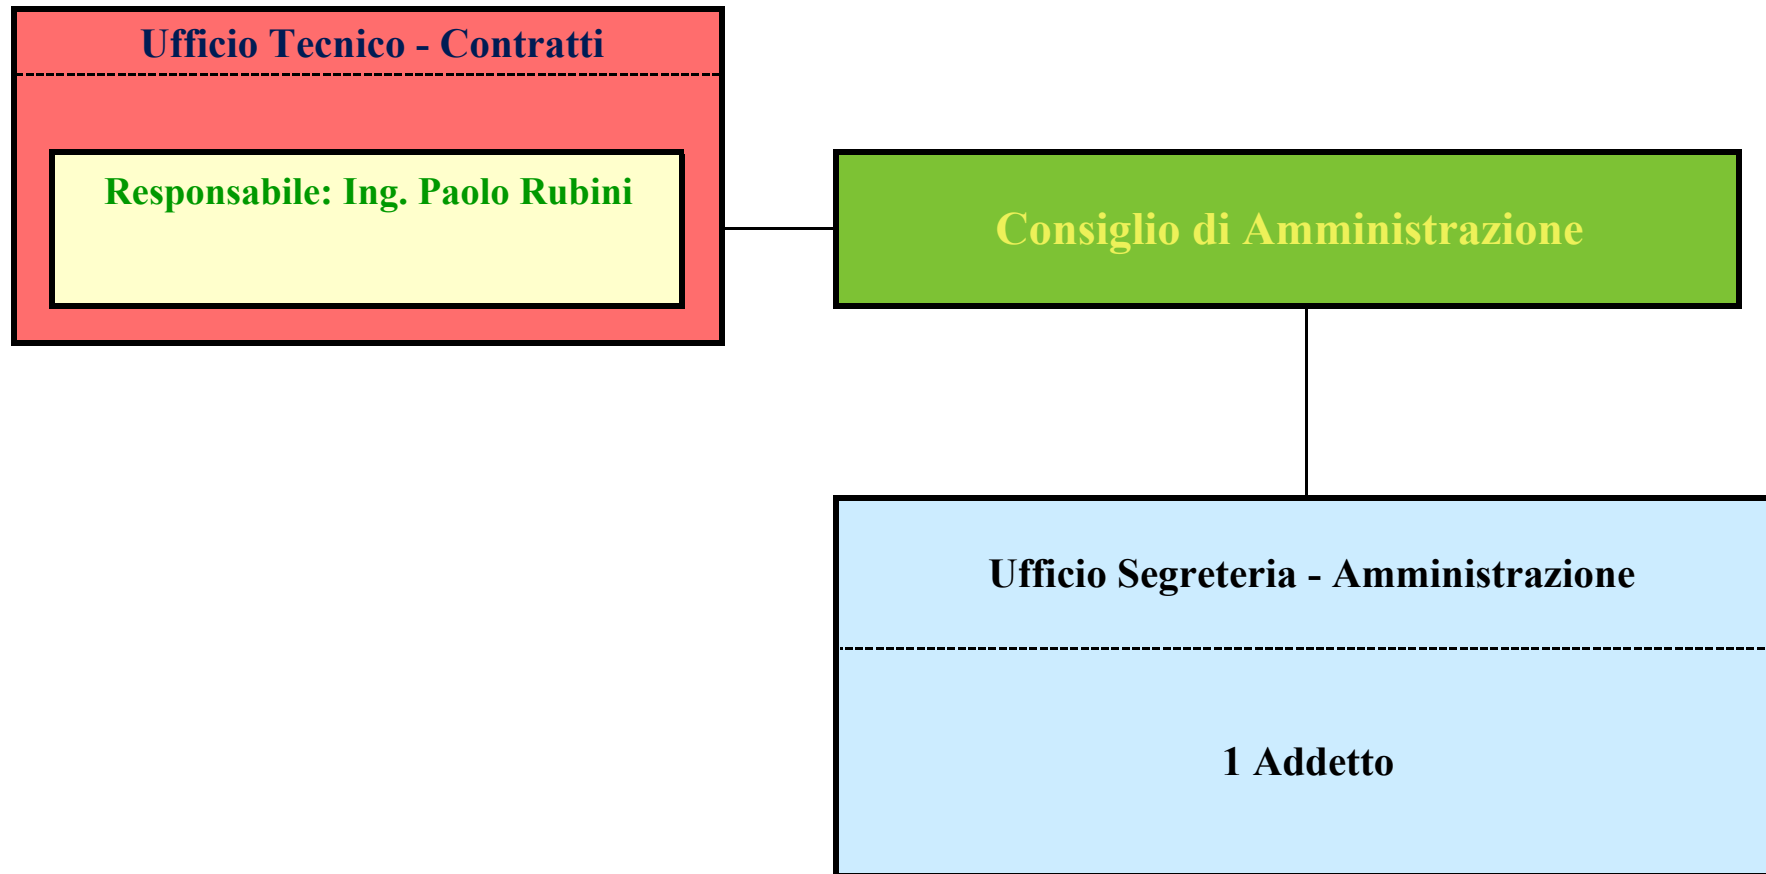 Ufficio Tecnico - Contratti
Responsabile: Ing. Paolo Rubini
Consiglio di Amministrazione
Ufficio Segreteria - Amministrazione
1 Addetto